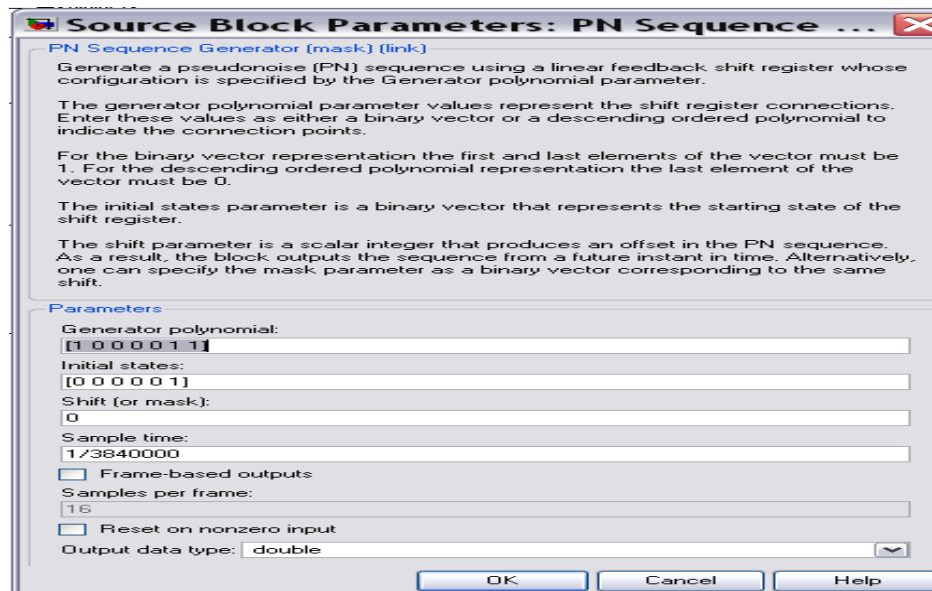 Source Block Parameters: PN Sequence ...
PN Sequence Generator (mask) (link)
Generate a pseudonoise (PN) sequence using a linear feedback shift register whose
configuration is specified by the Generator polynomial parameter.
The generator polynomial parameter values represent the shift register connections.
Enter these values as either a binary vector or a descending ordered polynomial to
indicate the connection points.
For the binary vector representation the first and last elements of the vector must be
1. For the descending ordered polynomial representation the last element of the
vector must be 0.
The initial states parameter is a binary vector that represents the starting state of the
shift register.
The shift parameter is a scalar integer that produces an offset in the PN sequence.
As a result, the block outputs the sequence from a future instant in time. Alternatively,
one can specify the mask parameter as a binary vector corresponding to the same
shift.
Parameters
Generator polynomial:
[1 0 0 0 0 1 1]
Initial states:
[0 0 0 0 0 1]
Shift (or mask):
0
Sample time:
1/3840000
Frame-based outputs
Samples per frame:
16
Reset on nonzero input
Output data type: double
OK Cancel Help